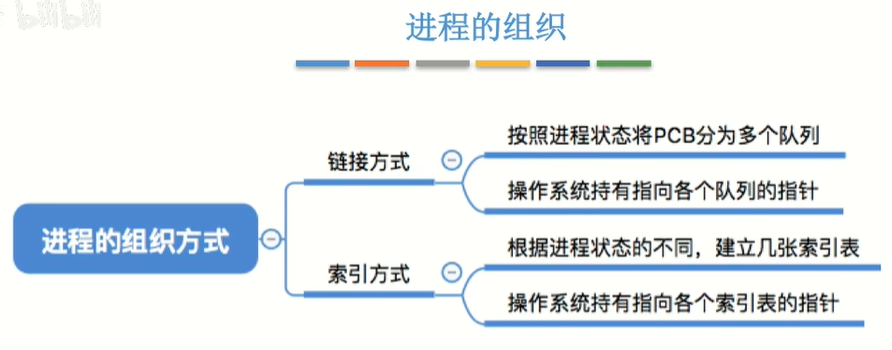 bilibili
进程的组织
链接方式
按照进程状态将PCB分为多个队列
操作系统持有指向各个队列的指针
进程的组织方式
索引方式
根据进程状态的不同，建立几张索引表
操作系统持有指向各个索引表的指针